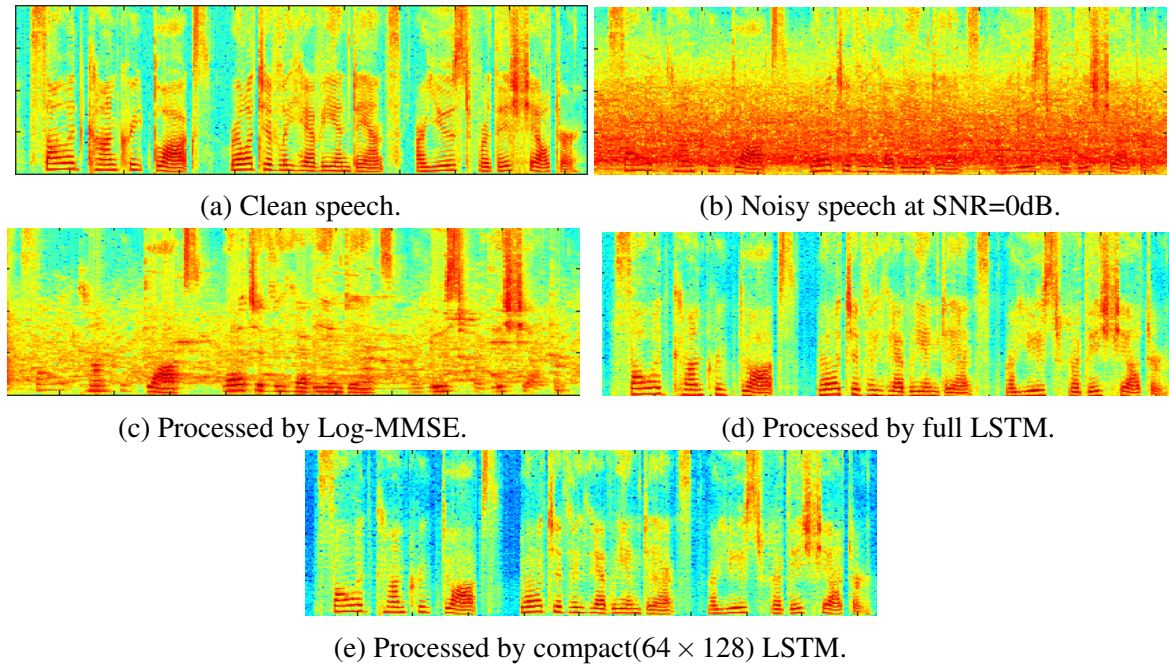 (a) Clean speech.
(b) Noisy speech at SNR=0dB.
(c) Processed by Log-MMSE.
(d) Processed by full LSTM.
(e) Processed by compact(64 × 128) LSTM.